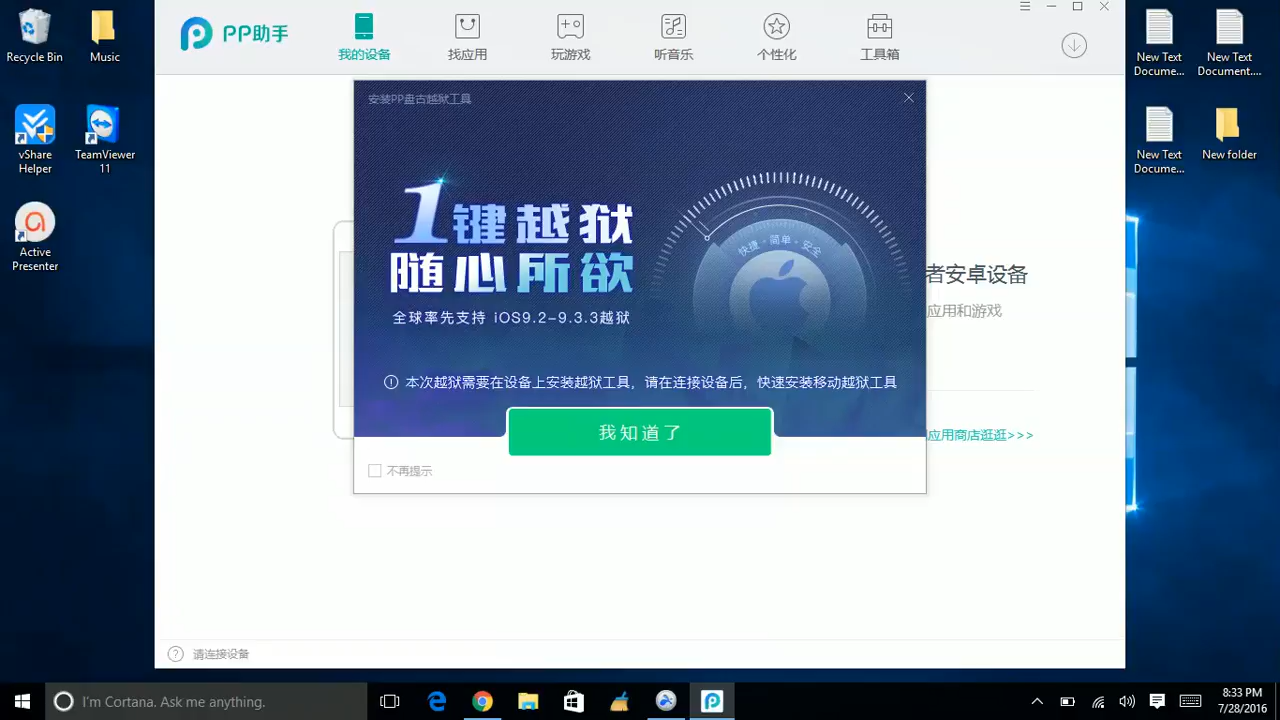 Recycle Bin
Music
vShare
Helper
TeamViewer
11
Active
Presenter
PP助手
我的设备
找应用
玩游戏
听音乐
个性化
工具箱
安装PP盘古越狱工具
1键越狱
随心所欲
全球率先支持 iOS9.2-9.3.3越狱
快捷·简单·安全
本次越狱需要在设备上安装越狱工具，请在连接设备后，快速安装移动越狱工具
我知道了
不再提示
者安卓设备
应用和游戏
应用商店逛逛>>>
请连接设备
New Text
Docume...
New Text
Document....
New Text
Docume...
New folder
I'm Cortana. Ask me anything.
8:33 PM
7/28/2016